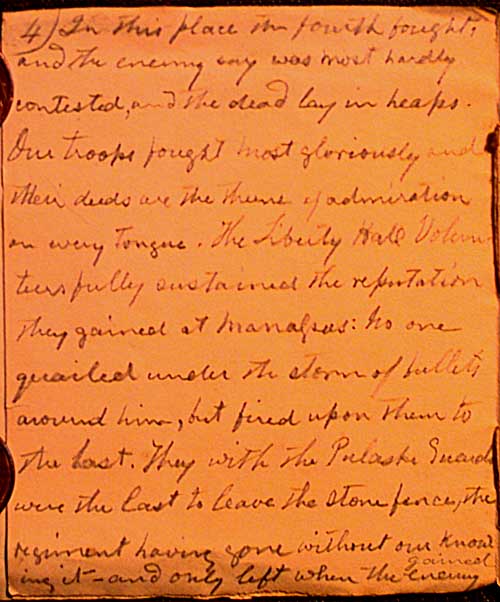 4) In this place the fourth fought,
and the enemy say was most hardly
contested, and the dead lay in heaps.
Our troops fought most gloriously and
their deeds are the theme of admiration
on every tongue. The Liberty Hall Volun-
teers fully sustained the reputation
they gained at Manassas: No one
quailed under the storm of bullets
around him, but fired upon them to
the last. They with the Pulaski Guards
were the last to leave the stone fence, the
regiment having gone without our know
gained
ing it - and only left when the enemy